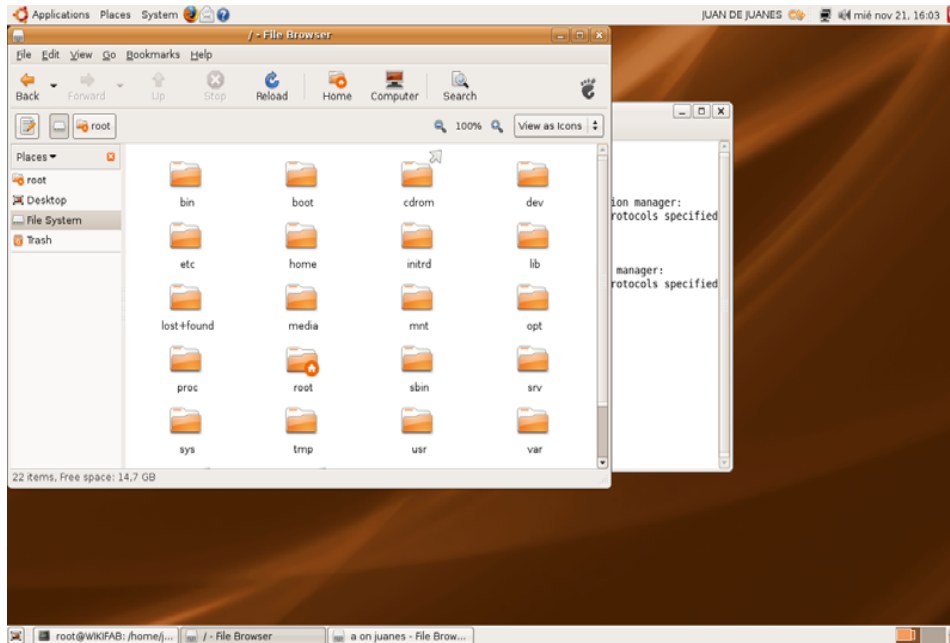 Applications Places System JUAN DE JUANES mié nov 21, 16:03
/ - File Browser
File Edit View Go Bookmarks Help
Back Forward Up Stop Reload Home Computer Search
root 100% View as Icons
Places
root
Desktop
File System
Trash
bin boot cdrom dev
etc home initrd lib
lost+found media mnt opt
proc root sbin srv
sys tmp usr var
22 items, Free space: 14,7 GB
ion manager:
rotocols specified
manager:
rotocols specified
root@WIKIFAB: /home/j... / - File Browser a on juanes - File Brow...